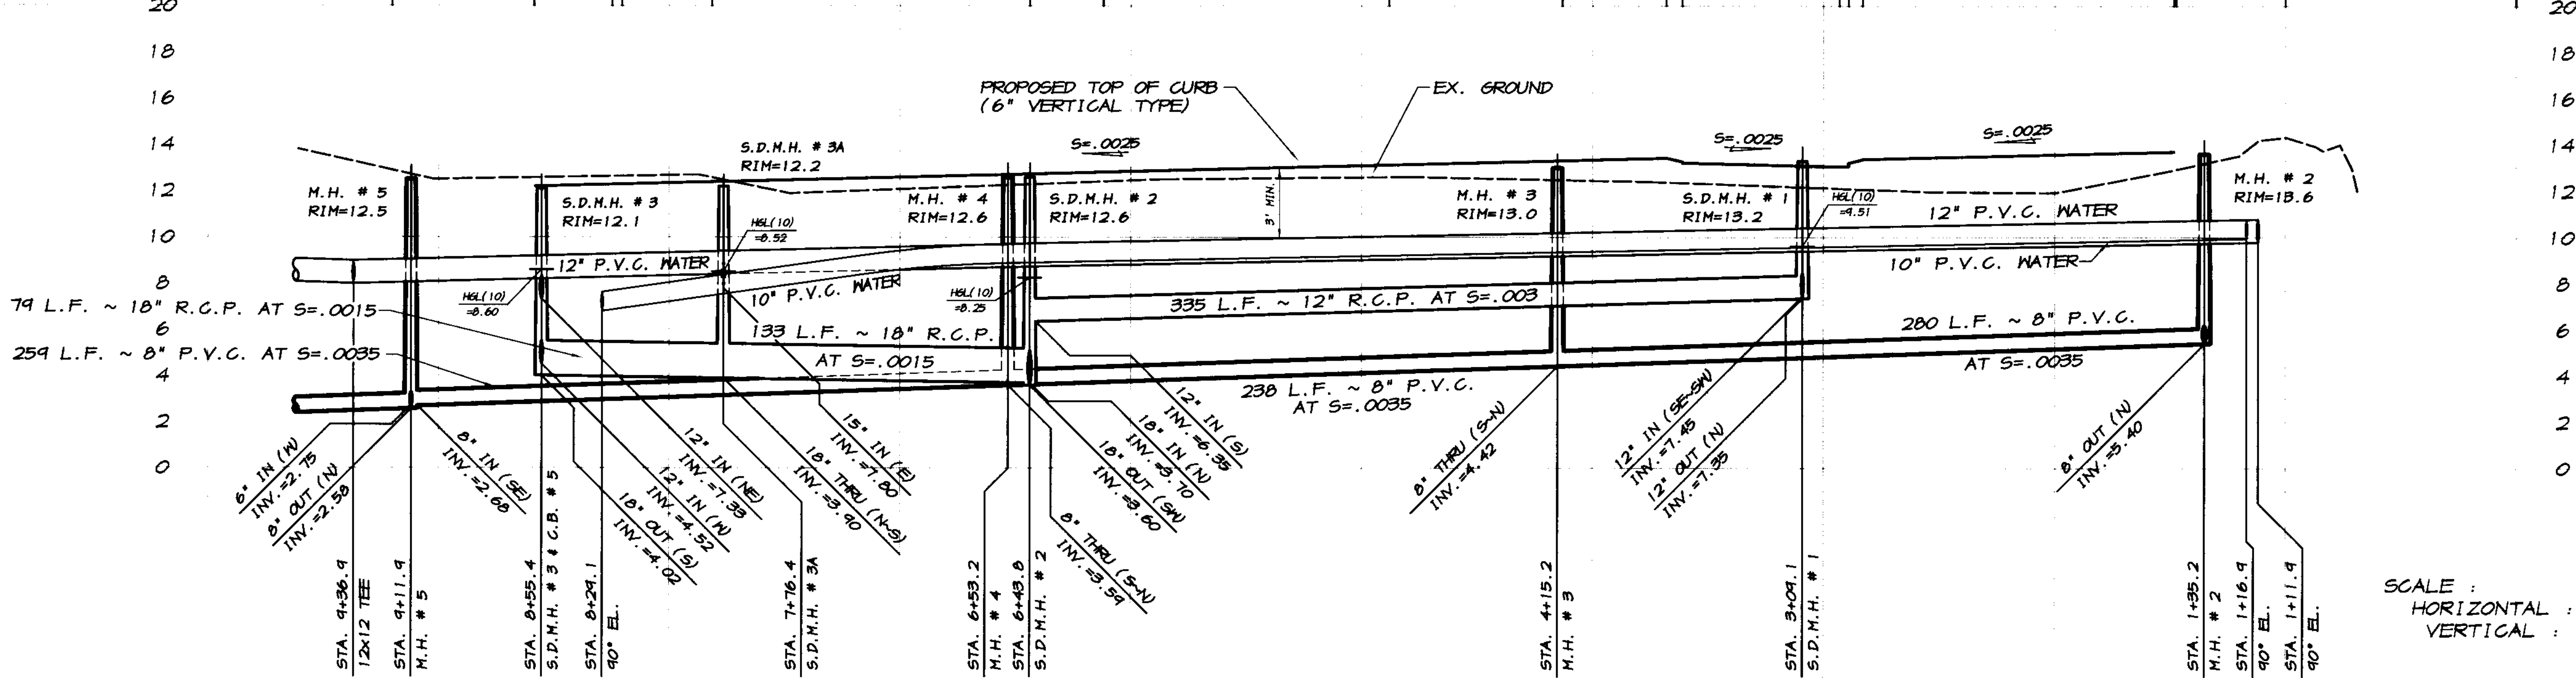 20
18
16
14
12
10
8
6
4
2
0
20
18
16
14
12
10
8
6
4
2
0
PROPOSED TOP OF CURB
(6" VERTICAL TYPE)
EX. GROUND
S=.0025
S=.0025
S=.0025
M.H. # 5
RIM=12.5
S.D.M.H. # 3
RIM=12.1
S.D.M.H. # 3A
RIM=12.2
HGL(10)
=8.52
M.H. # 4
RIM=12.6
S.D.M.H. # 2
RIM=12.6
3' MIN.
M.H. # 3
RIM=13.0
S.D.M.H. # 1
RIM=13.2
HGL(10)
=9.51
12" P.V.C. WATER
M.H. # 2
RIM=13.6
12" P.V.C. WATER
10" P.V.C. WATER
10" P.V.C. WATER
HGL(10)
=8.60
HGL(10)
=8.25
79 L.F. ~ 18" R.C.P. AT S=.0015
259 L.F. ~ 8" P.V.C. AT S=.0035
133 L.F. ~ 18" R.C.P.
AT S=.0015
335 L.F. ~ 12" R.C.P. AT S=.003
238 L.F. ~ 8" P.V.C.
AT S=.0035
280 L.F. ~ 8" P.V.C.
AT S=.0035
6" IN (W)
INV.=2.75
8" OUT (N)
INV.=2.58
8" IN (SE)
INV.=2.68
12" IN (NE)
INV.=7.33
12" IN (W)
INV.=4.52
18" OUT (S)
INV.=4.02
15" IN (E)
INV.=7.80
18" THRU (N~S)
INV.=3.90
12" IN (S)
INV.=6.35
18" IN (N)
INV.=3.70
18" OUT (SW)
INV.=3.60
8" THRU (S~N)
INV.=3.59
8" THRU (S~N)
INV.=4.42
12" IN (SE~SW)
INV.=7.45
12" OUT (N)
INV.=7.35
8" OUT (N)
INV.=5.40
STA. 9+36.9
12x12 TEE
STA. 9+11.9
M.H. # 5
STA. 8+55.4
S.D.M.H. # 3 & C.B. # 5
STA. 8+29.1
90° EL.
STA. 7+76.4
S.D.M.H. # 3A
STA. 6+53.2
M.H. # 4
STA. 6+43.8
S.D.M.H. # 2
STA. 4+15.2
M.H. # 3
STA. 3+09.1
S.D.M.H. # 1
STA. 1+35.2
M.H. # 2
STA. 1+16.9
90° EL.
STA. 1+11.9
90° EL.
SCALE :
HORIZONTAL :
VERTICAL :